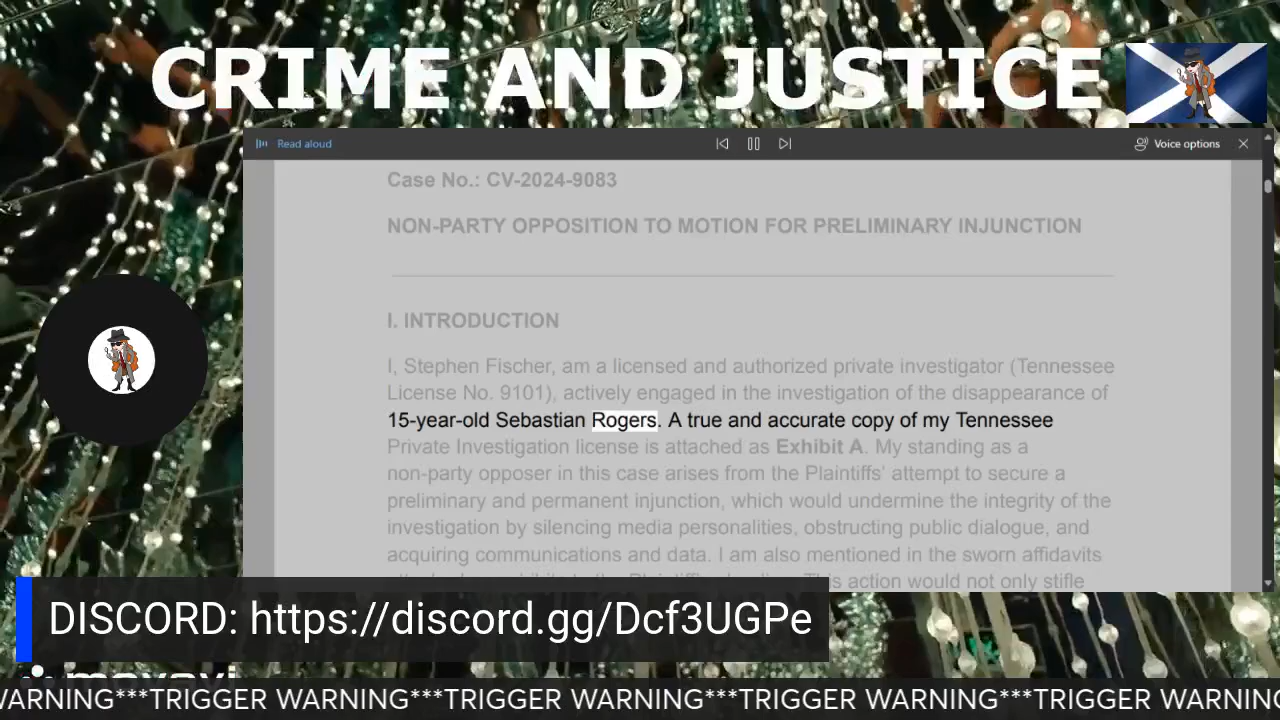 CRIME AND JUSTICE
Read aloud
Voice options
Case No.: CV-2024-9083
NON-PARTY OPPOSITION TO MOTION FOR PRELIMINARY INJUNCTION
I. INTRODUCTION
I, Stephen Fischer, am a licensed and authorized private investigator (Tennessee
License No. 9101), actively engaged in the investigation of the disappearance of
15-year-old Sebastian Rogers. A true and accurate copy of my Tennessee
Private Investigation license is attached as Exhibit A. My standing as a
non-party opposer in this case arises from the Plaintiffs' attempt to secure a
preliminary and permanent injunction, which would undermine the integrity of the
investigation by silencing media personalities, obstructing public dialogue, and
acquiring communications and data. I am also mentioned in the sworn affidavits
action would not only stifle
DISCORD: https://discord.gg/Dcf3UGPe
WARNING***TRIGGER WARNING***TRIGGER WARNING***TRIGGER WARNING***TRIGGER WARNING